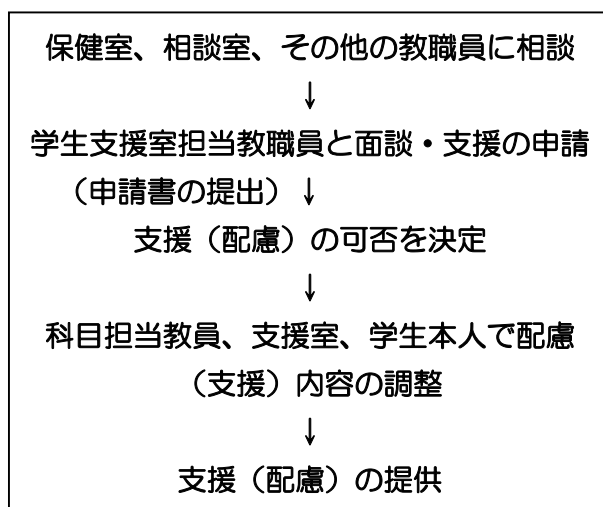 保健室、相談室、その他の教職員に相談
↓
学生支援室担当教職員と面談・支援の申請
（申請書の提出）↓
支援（配慮）の可否を決定
↓
科目担当教員、支援室、学生本人で配慮
（支援）内容の調整
↓
支援（配慮）の提供